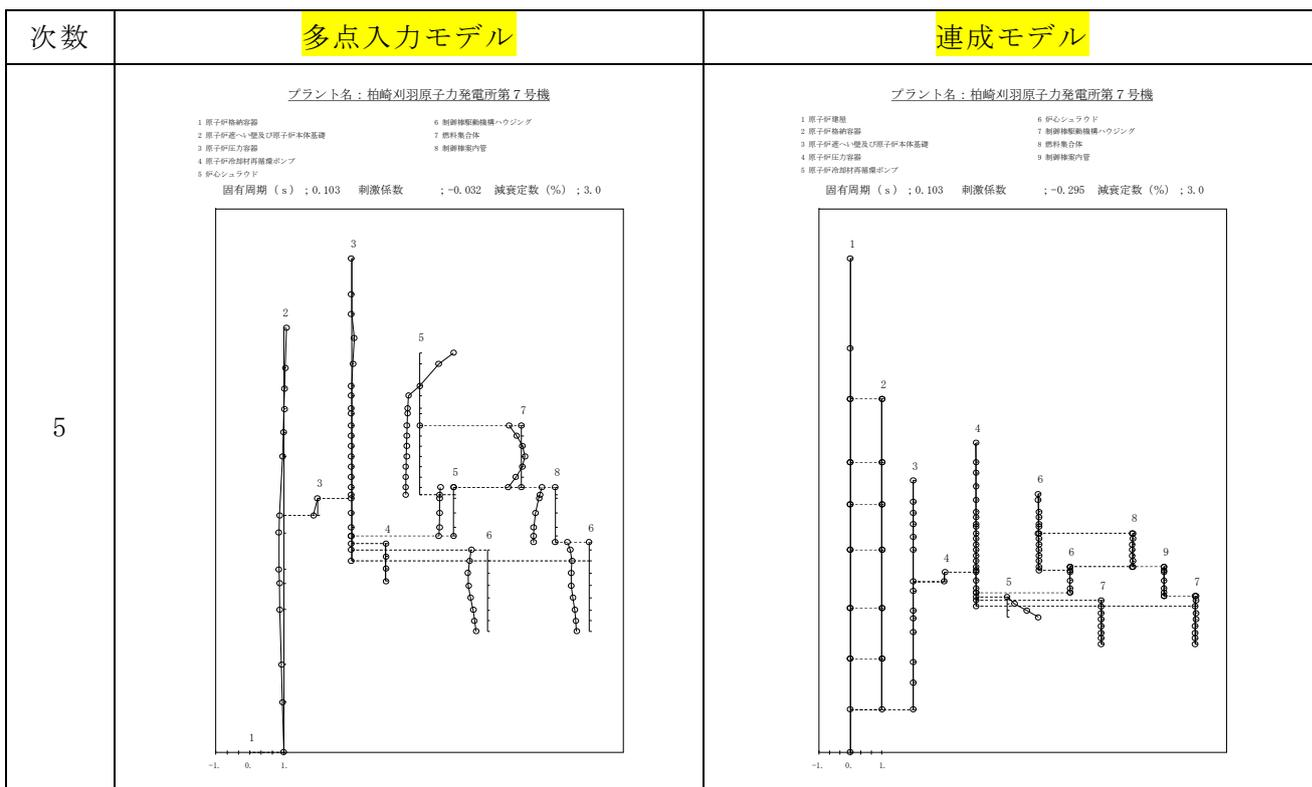 次数 多点入力モデル 連成モデル
5
プラント名：柏崎刈羽原子力発電所第７号機
1 原子炉格納容器
2 原子炉遮へい壁及び原子炉本体基礎
3 原子炉圧力容器
4 原子炉冷却材再循環ポンプ
5 炉心シュラウド
6 制御棒駆動機構ハウジング
7 燃料集合体
8 制御棒案内管
固有周期（ｓ）；0.103 刺激係数 ；-0.032 減衰定数（%）；3.0
3
2
5
7
3
5
8
4
6
6
1
-1. 0. 1.
プラント名：柏崎刈羽原子力発電所第７号機
1 原子炉建屋
2 原子炉格納容器
3 原子炉遮へい壁及び原子炉本体基礎
4 原子炉圧力容器
5 原子炉冷却材再循環ポンプ
6 炉心シュラウド
7 制御棒駆動機構ハウジング
8 燃料集合体
9 制御棒案内管
固有周期（ｓ）；0.103 刺激係数 ；-0.295 減衰定数（%）；3.0
1
2
4
3
6
8
4
6
9
5
7
7
-1. 0. 1.